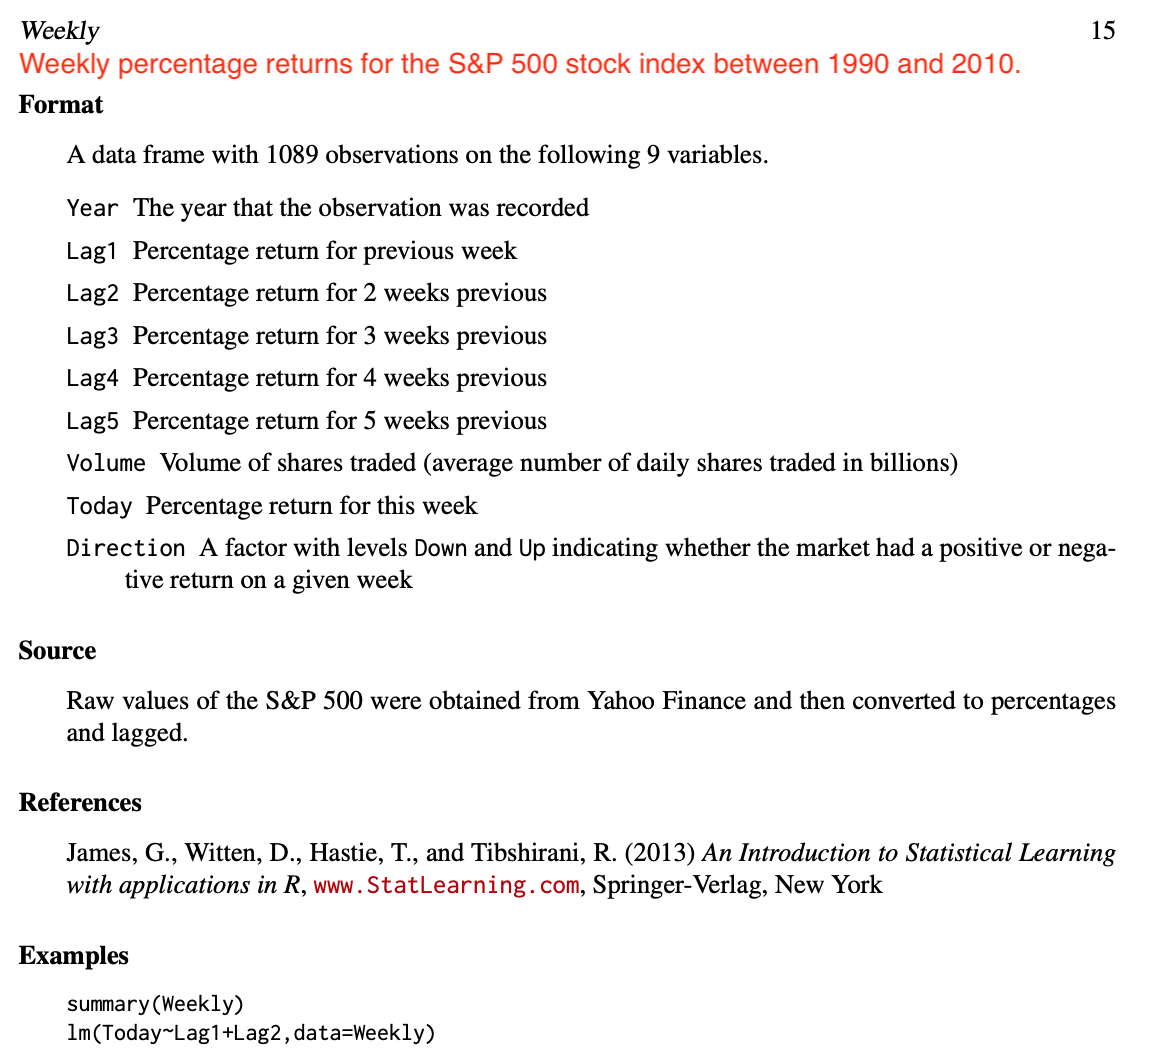 Weekly 15
Weekly percentage returns for the S&P 500 stock index between 1990 and 2010.
Format
A data frame with 1089 observations on the following 9 variables.
Year The year that the observation was recorded
Lag1 Percentage return for previous week
Lag2 Percentage return for 2 weeks previous
Lag3 Percentage return for 3 weeks previous
Lag4 Percentage return for 4 weeks previous
Lag5 Percentage return for 5 weeks previous
Volume Volume of shares traded (average number of daily shares traded in billions)
Today Percentage return for this week
Direction A factor with levels Down and Up indicating whether the market had a positive or nega-
tive return on a given week
Source
Raw values of the S&P 500 were obtained from Yahoo Finance and then converted to percentages
and lagged.
References
James, G., Witten, D., Hastie, T., and Tibshirani, R. (2013) An Introduction to Statistical Learning
with applications in R, www.StatLearning.com, Springer-Verlag, New York
Examples
summary(Weekly)
lm(Today~Lag1+Lag2,data=Weekly)